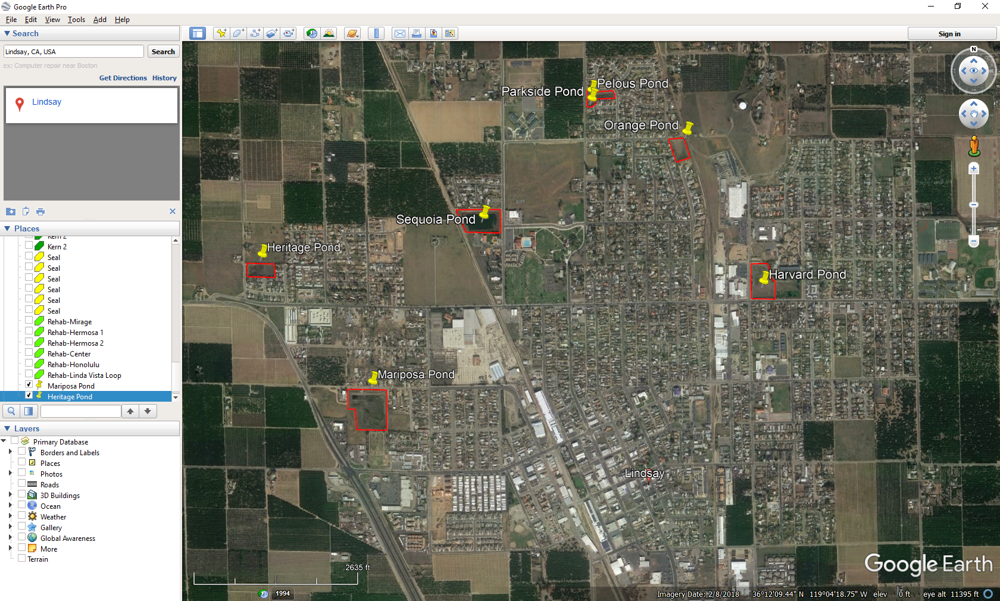 Google Earth Pro
File Edit View Tools Add Help
Search
Sign in
Lindsay, CA, USA
Search
ex: Computer repair near Boston
Get Directions History
Lindsay
Places
Kern 2
Kern 2
Seal
Seal
Seal
Seal
Seal
Seal
Rehab-Mirage
Rehab-Hermosa 1
Rehab-Hermosa 2
Rehab-Center
Rehab-Honolulu
Rehab-Linda Vista Loop
Mariposa Pond
Heritage Pond
Layers
Primary Database
Borders and Labels
Places
Photos
Roads
3D Buildings
Ocean
Weather
Gallery
Global Awareness
More
Terrain
N
Pelous Pond
Parkside Pond
Orange Pond
Sequoia Pond
Heritage Pond
Harvard Pond
Mariposa Pond
Lindsay
Google Earth
2635 ft
1994
Imagery Date: 2/8/2018 36°12'09.44" N 119°04'18.75" W elev 0 ft eye alt 11395 ft